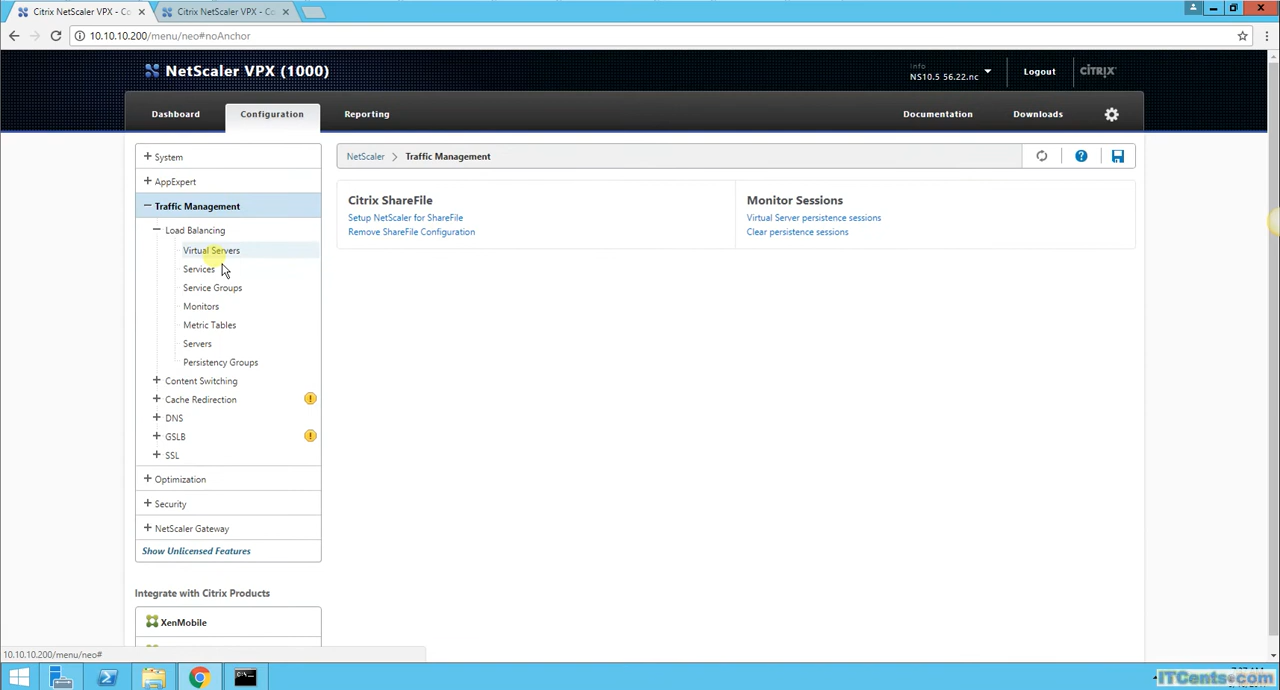 Citrix NetScaler VPX - Co
Citrix NetScaler VPX - Co
10.10.10.200/menu/neo#noAnchor
NetScaler VPX (1000)
Info
NS10.5 56.22.nc
Logout
CİTRIX
Dashboard
Configuration
Reporting
Documentation
Downloads
System
AppExpert
Traffic Management
Load Balancing
Virtual Servers
Services
Service Groups
Monitors
Metric Tables
Servers
Persistency Groups
Content Switching
Cache Redirection
DNS
GSLB
SSL
Optimization
Security
NetScaler Gateway
Show Unlicensed Features
Integrate with Citrix Products
XenMobile
NetScaler > Traffic Management
Citrix ShareFile
Setup NetScaler for ShareFile
Remove ShareFile Configuration
Monitor Sessions
Virtual Server persistence sessions
Clear persistence sessions
10.10.10.200/menu/neo#
ITCents.com